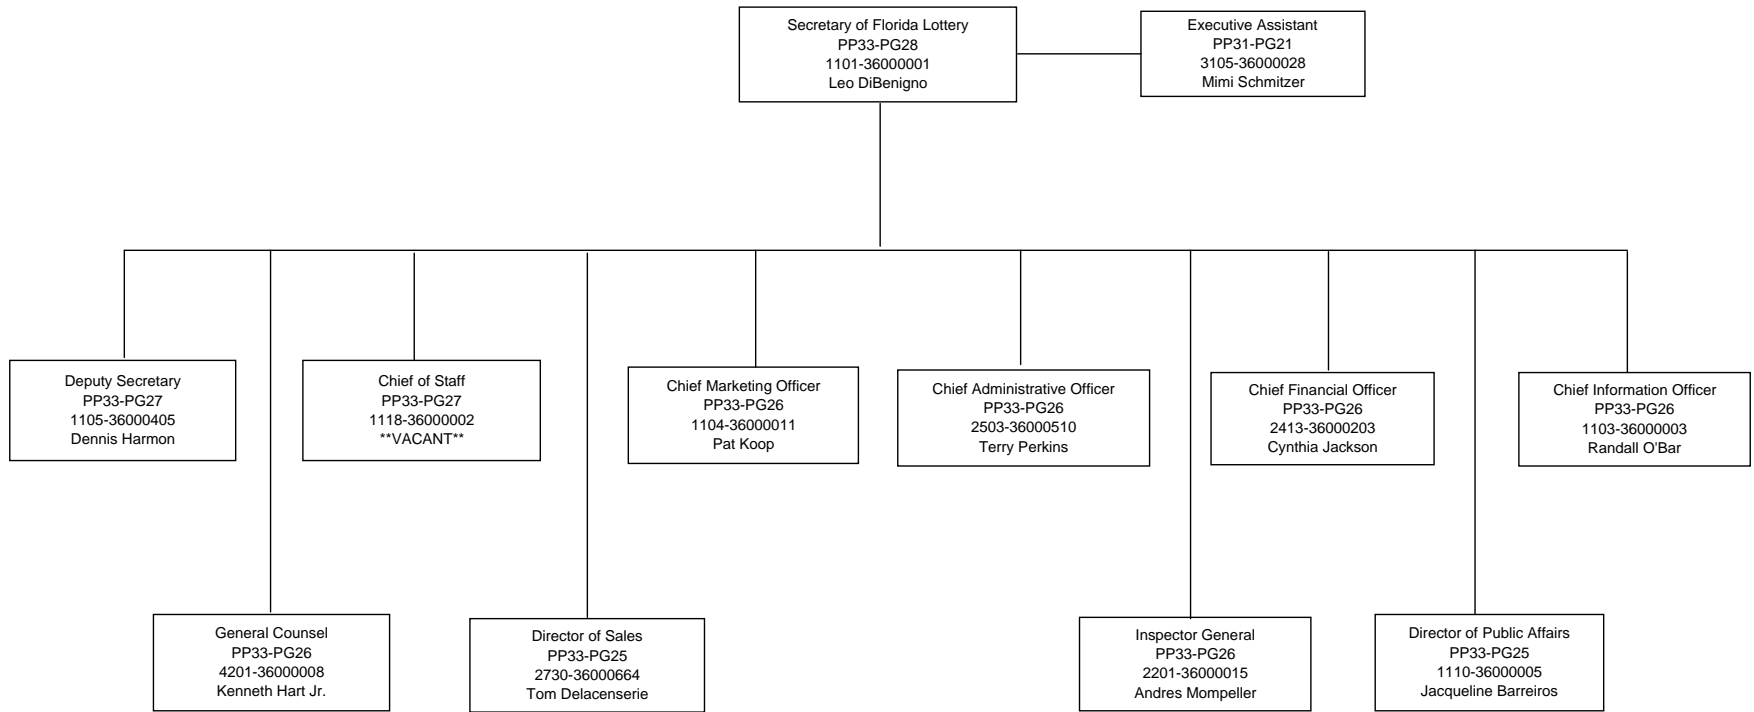 Secretary of Florida Lottery
PP33-PG28
1101-36000001
Leo DiBenigno
Executive Assistant
PP31-PG21
3105-36000028
Mimi Schmitzer
Deputy Secretary
PP33-PG27
1105-36000405
Dennis Harmon
Chief of Staff
PP33-PG27
1118-36000002
**VACANT**
Chief Marketing Officer
PP33-PG26
1104-36000011
Pat Koop
Chief Administrative Officer
PP33-PG26
2503-36000510
Terry Perkins
Chief Financial Officer
PP33-PG26
2413-36000203
Cynthia Jackson
Chief Information Officer
PP33-PG26
1103-36000003
Randall O'Bar
General Counsel
PP33-PG26
4201-36000008
Kenneth Hart Jr.
Director of Sales
PP33-PG25
2730-36000664
Tom Delacenserie
Inspector General
PP33-PG26
2201-36000015
Andres Mompeller
Director of Public Affairs
PP33-PG25
1110-36000005
Jacqueline Barreiros